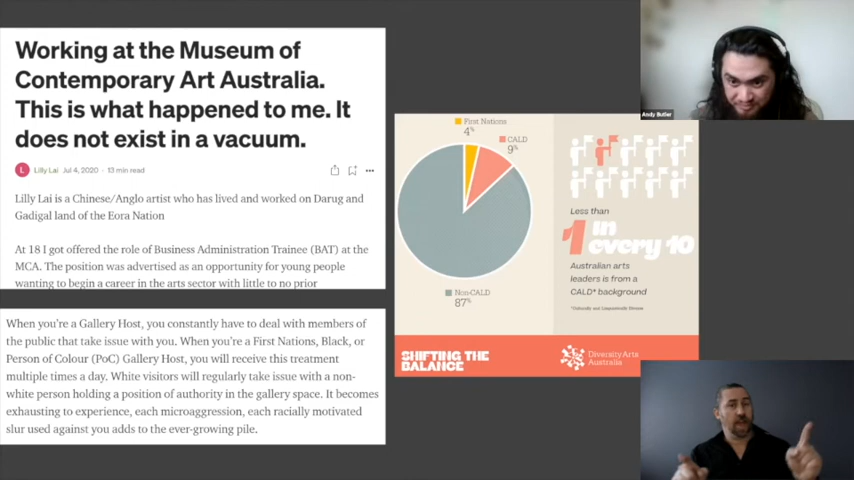 Working at the Museum of
Contemporary Art Australia.
This is what happened to me. It
does not exist in a vacuum.
L
Lilly Lai Jul 4, 2020 · 13 min read
Lilly Lai is a Chinese/Anglo artist who has lived and worked on Darug and
Gadigal land of the Eora Nation
At 18 I got offered the role of Business Administration Trainee (BAT) at the
MCA. The position was advertised as an opportunity for young people
wanting to begin a career in the arts sector with little to no prior
When you're a Gallery Host, you constantly have to deal with members of
the public that take issue with you. When you're a First Nations, Black, or
Person of Colour (PoC) Gallery Host, you will receive this treatment
multiple times a day. White visitors will regularly take issue with a non-
white person holding a position of authority in the gallery space. It becomes
exhausting to experience, each microaggression, each racially motivated
slur used against you adds to the ever-growing pile.
First Nations
4%
CALD
9%
Non-CALD
87%
Less than
1 in
every 10
Australian arts
leaders is from a
CALD* background
*Culturally and Linguistically Diverse
SHIFTING THE
BALANCE
Diversity Arts
Australia
Andy Butler